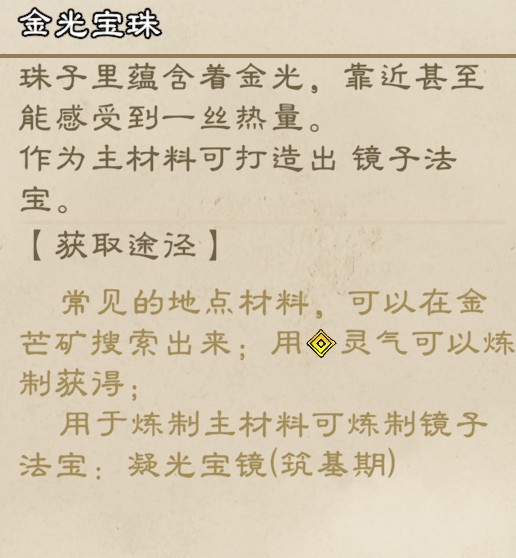 金光宝珠
珠子里蕴含着金光，靠近甚至
能感受到一丝热量。
作为主材料可打造出 镜子法
宝。
【获取途径】
常见的地点材料，可以在金
芒矿搜索出来；用灵气可以炼
制获得；
用于炼制主材料可炼制镜子
法宝：凝光宝镜(筑基期)